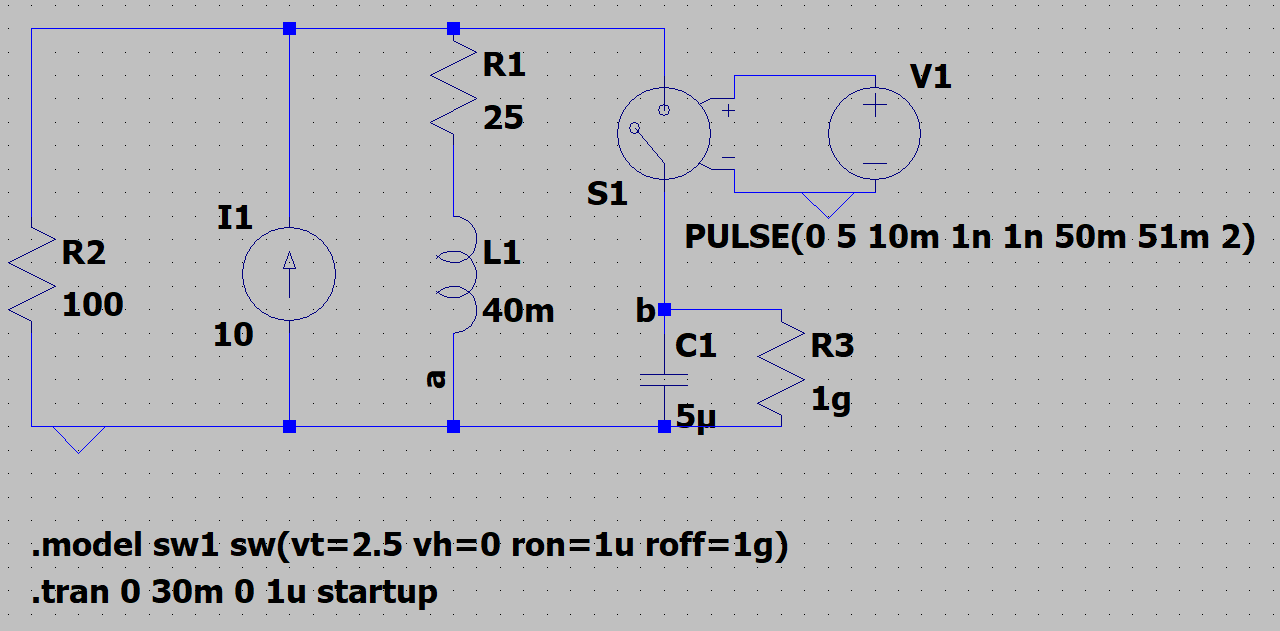 R1
25
V1
+
−
+
−
S1
PULSE(0 5 10m 1n 1n 50m 51m 2)
I1
10
R2
100
L1
40m
a
b
C1
5µ
R3
1g
.model sw1 sw(vt=2.5 vh=0 ron=1u roff=1g)
.tran 0 30m 0 1u startup